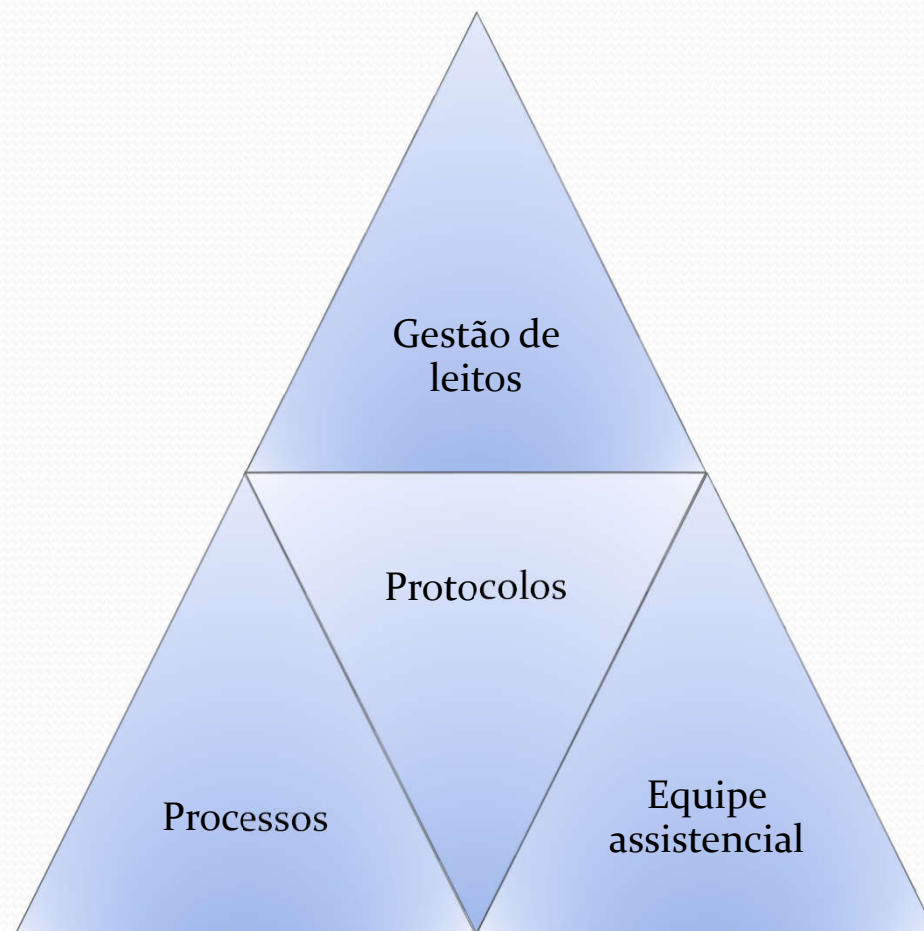 Gestão de
leitos
Protocolos
Processos
Equipe
assistencial